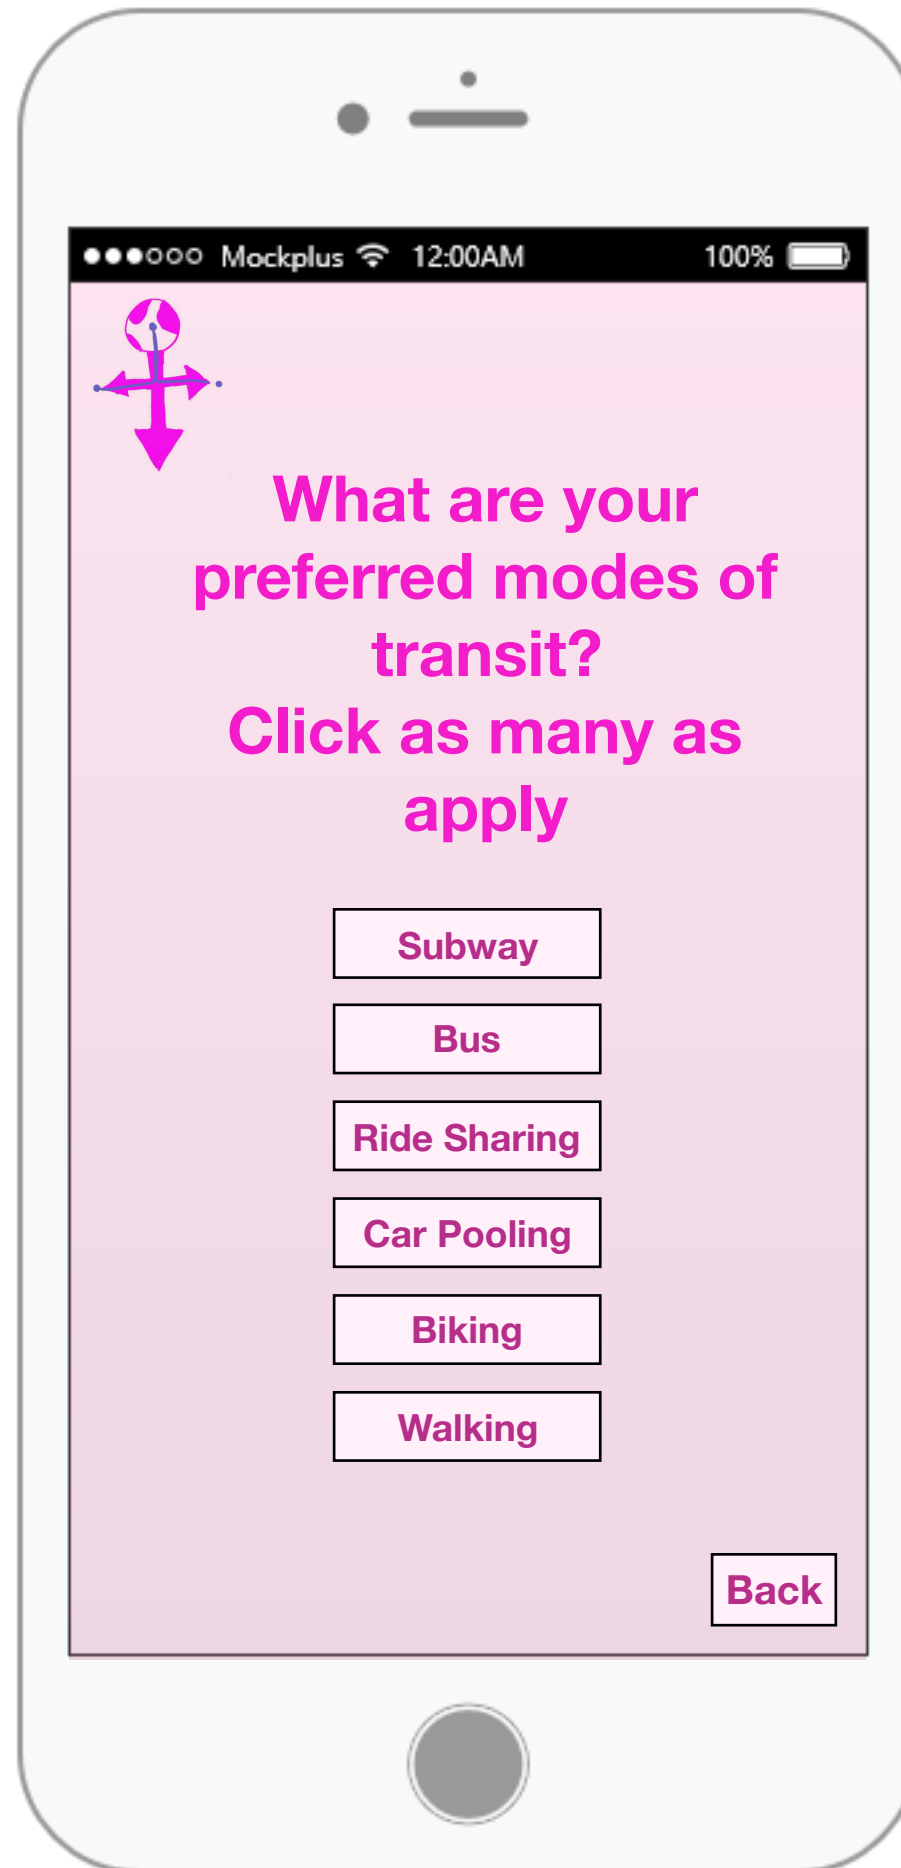 Mockplus 12:00AM 100%
What are your
preferred modes of
transit?
Click as many as
apply
Subway
Bus
Ride Sharing
Car Pooling
Biking
Walking
Back